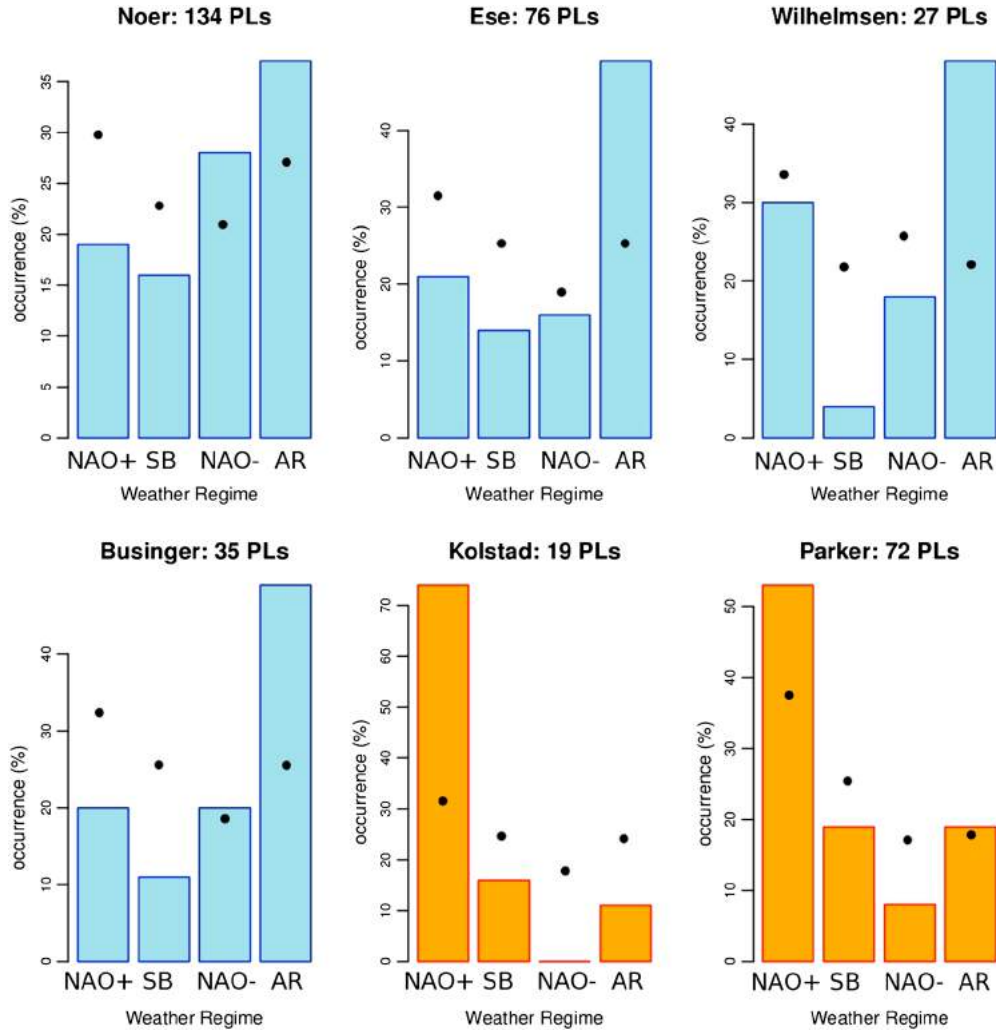 Noer: 134 PLs
occurrence (%)
0 5 10 15 20 25 30 35
NAO+ SB NAO- AR
Weather Regime
Ese: 76 PLs
occurrence (%)
0 10 20 30 40
NAO+ SB NAO- AR
Weather Regime
Wilhelmsen: 27 PLs
occurrence (%)
0 10 20 30 40
NAO+ SB NAO- AR
Weather Regime
Businger: 35 PLs
occurrence (%)
0 10 20 30 40
NAO+ SB NAO- AR
Weather Regime
Kolstad: 19 PLs
occurrence (%)
0 10 20 30 40 50 60 70
NAO+ SB NAO- AR
Weather Regime
Parker: 72 PLs
occurrence (%)
0 10 20 30 40 50
NAO+ SB NAO- AR
Weather Regime